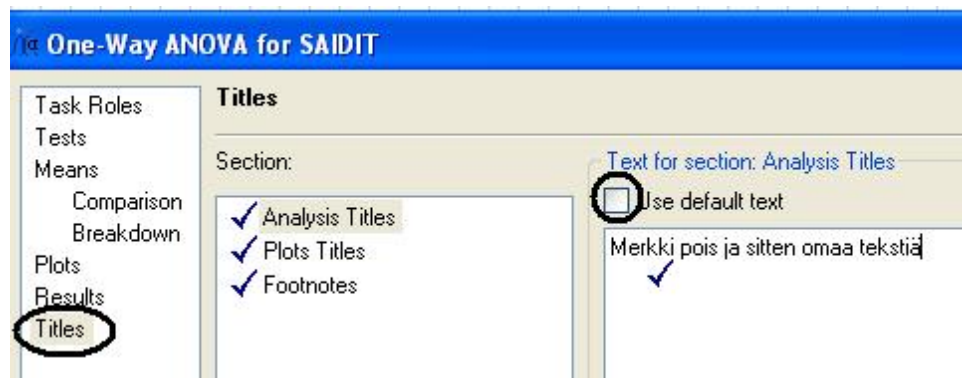 One-Way ANOVA for SAIDIT
Task Roles
Tests
Means
Comparison
Breakdown
Plots
Results
Titles
Titles
Section:
Analysis Titles
Plots Titles
Footnotes
Text for section: Analysis Titles
Use default text
Merkki pois ja sitten omaa tekstiä